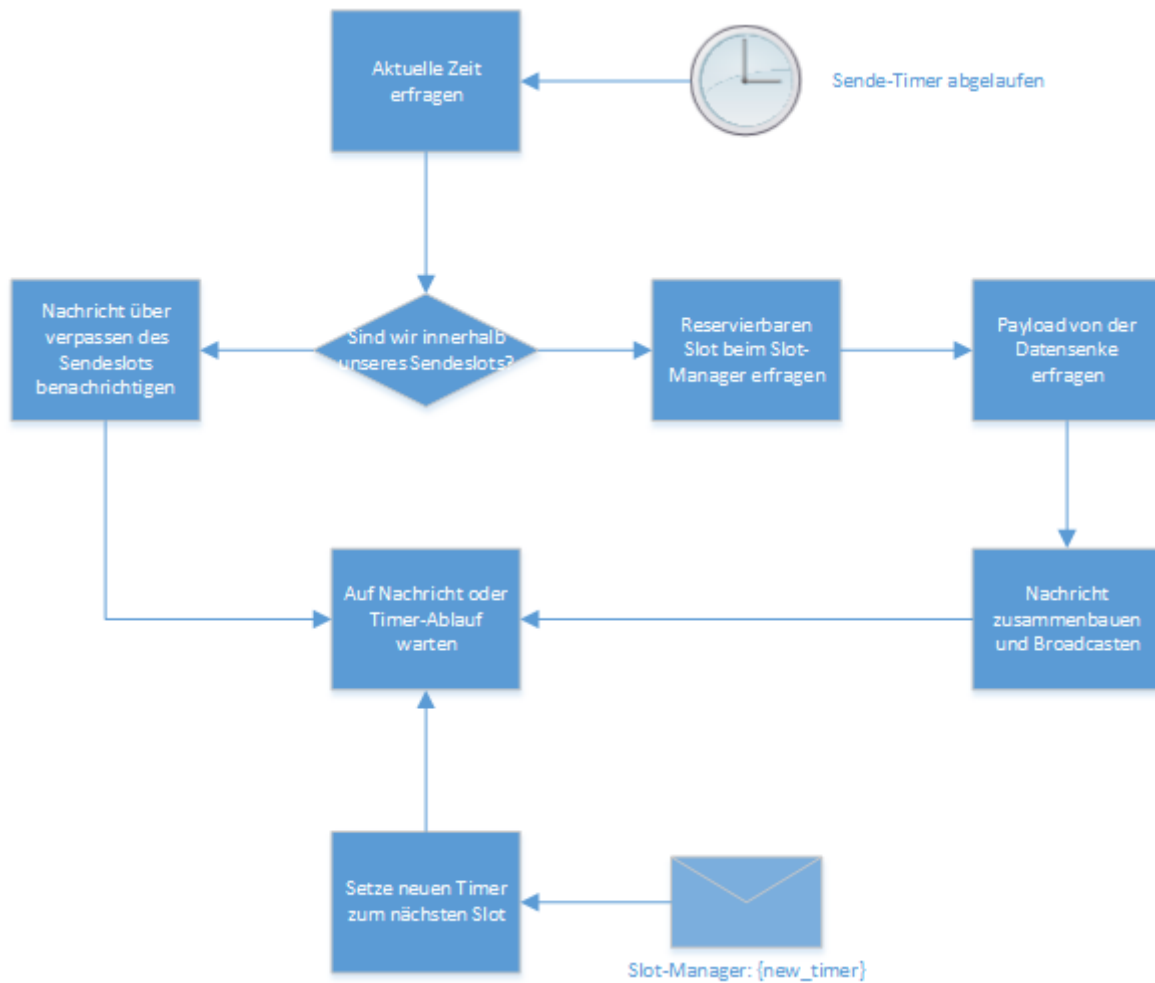 Aktuelle Zeit
erfragen
Sende-Timer abgelaufen
Nachricht über
verpassen des
Sendeslots
benachrichtigen
Sind wir innerhalb
unseres Sendeslots?
Reservierbaren
Slot beim Slot-
Manager erfragen
Payload von der
Datensenke
erfragen
Auf Nachricht oder
Timer-Ablauf
warten
Nachricht
zusammenbauen
und Broadcasten
Setze neuen Timer
zum nächsten Slot
Slot-Manager: {new_timer}